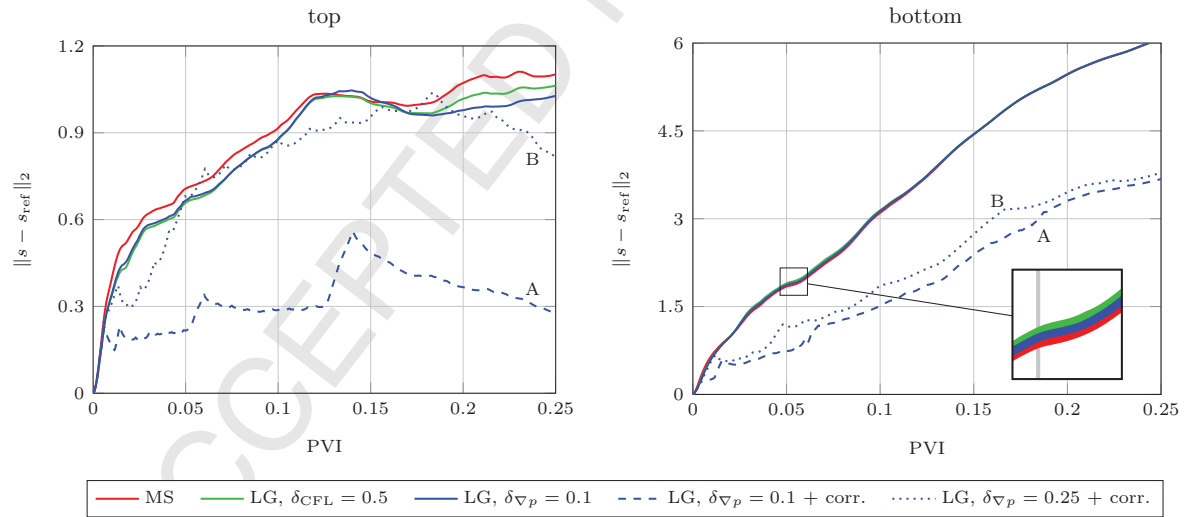 top
bottom
1.2
0.9
0.6
0.3
0
‖s − s_ref‖₂
B
A
0
0.05
0.1
0.15
0.2
0.25
PVI
6
4.5
3
1.5
0
‖s − s_ref‖₂
B
A
0
0.05
0.1
0.15
0.2
0.25
PVI
MS
LG, δ_CFL = 0.5
LG, δ_∇p = 0.1
LG, δ_∇p = 0.1 + corr.
LG, δ_∇p = 0.25 + corr.
CCEPTED